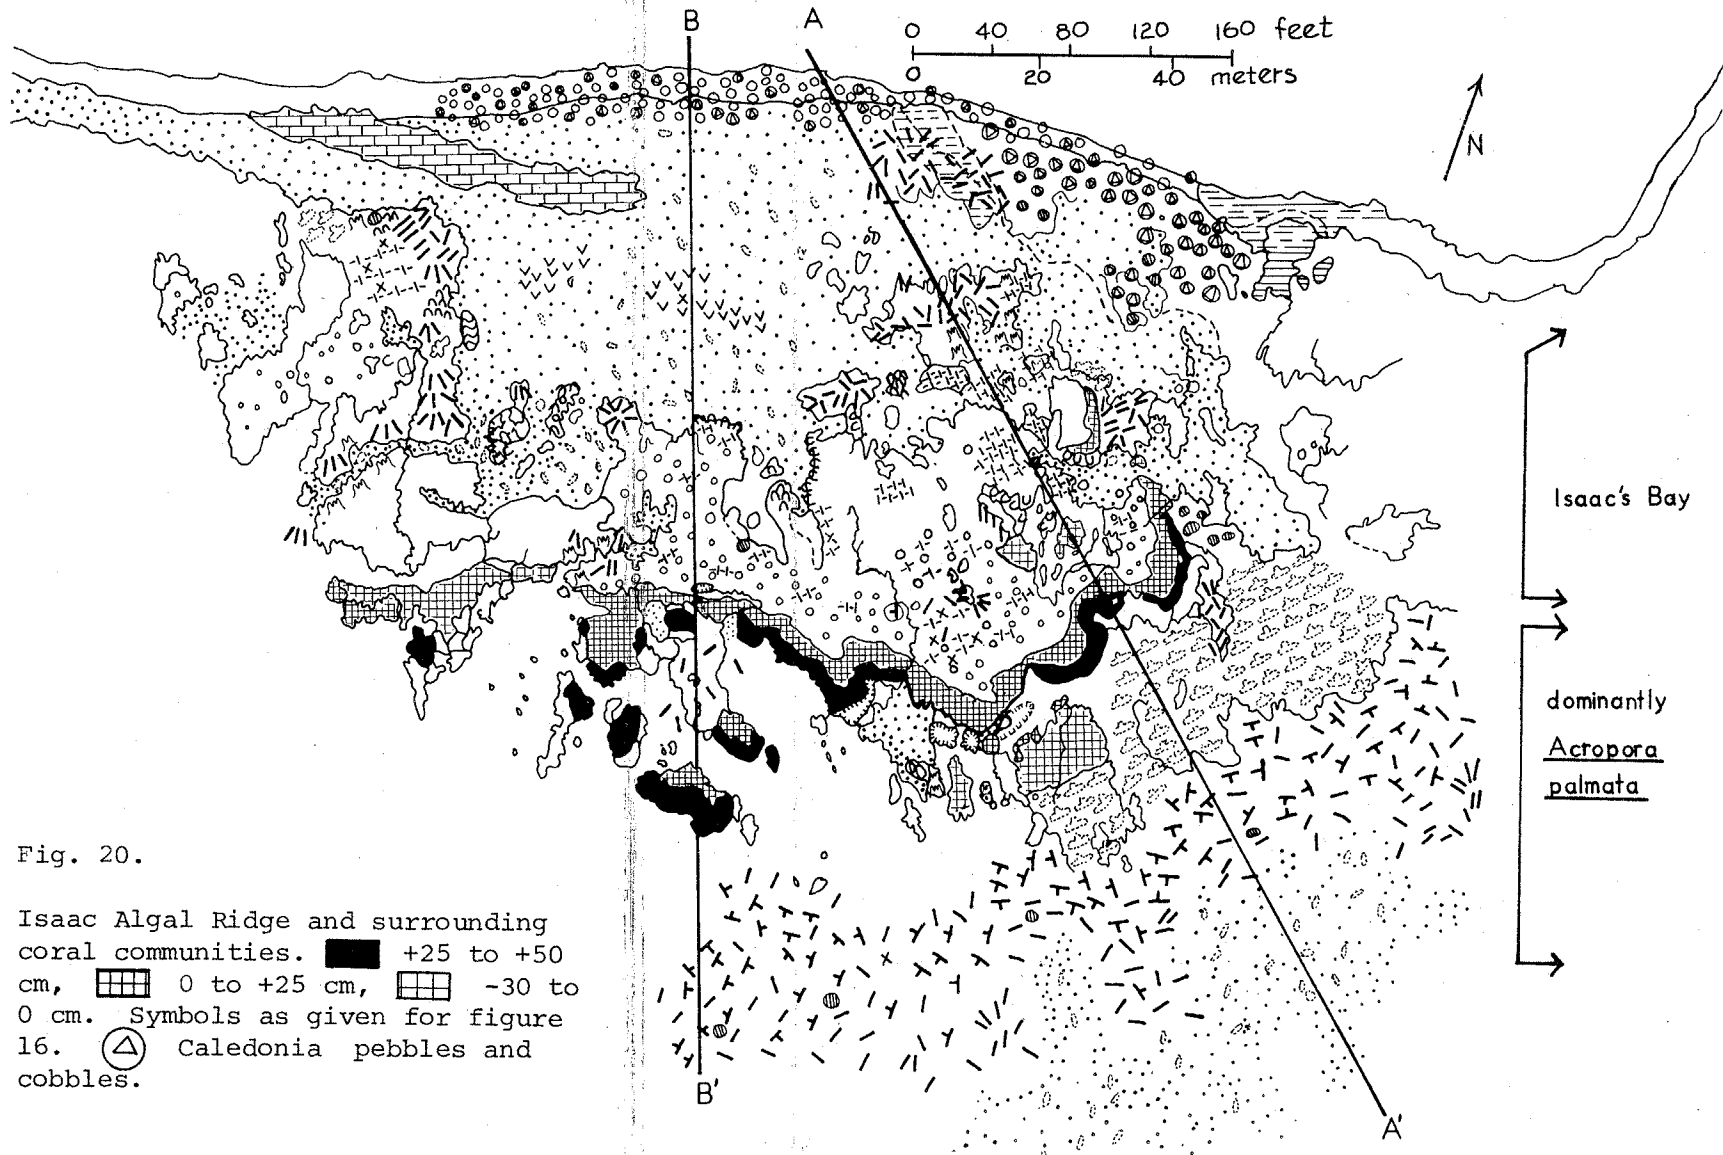 B
A
0 40 80 120 160 feet
0 20 40 meters
N
Isaac's Bay
dominantly
Acropora
palmata
Fig. 20.
Isaac Algal Ridge and surrounding
coral communities. +25 to +50
cm, 0 to +25 cm, -30 to
0 cm. Symbols as given for figure
16. Caledonia pebbles and
cobbles.
B'
A'